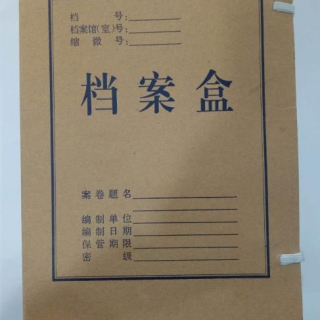 档 号：
档案馆（室）号：
缩 微 号：
档案盒
案卷题名
编制单位
编制日期
保管期限
密 级